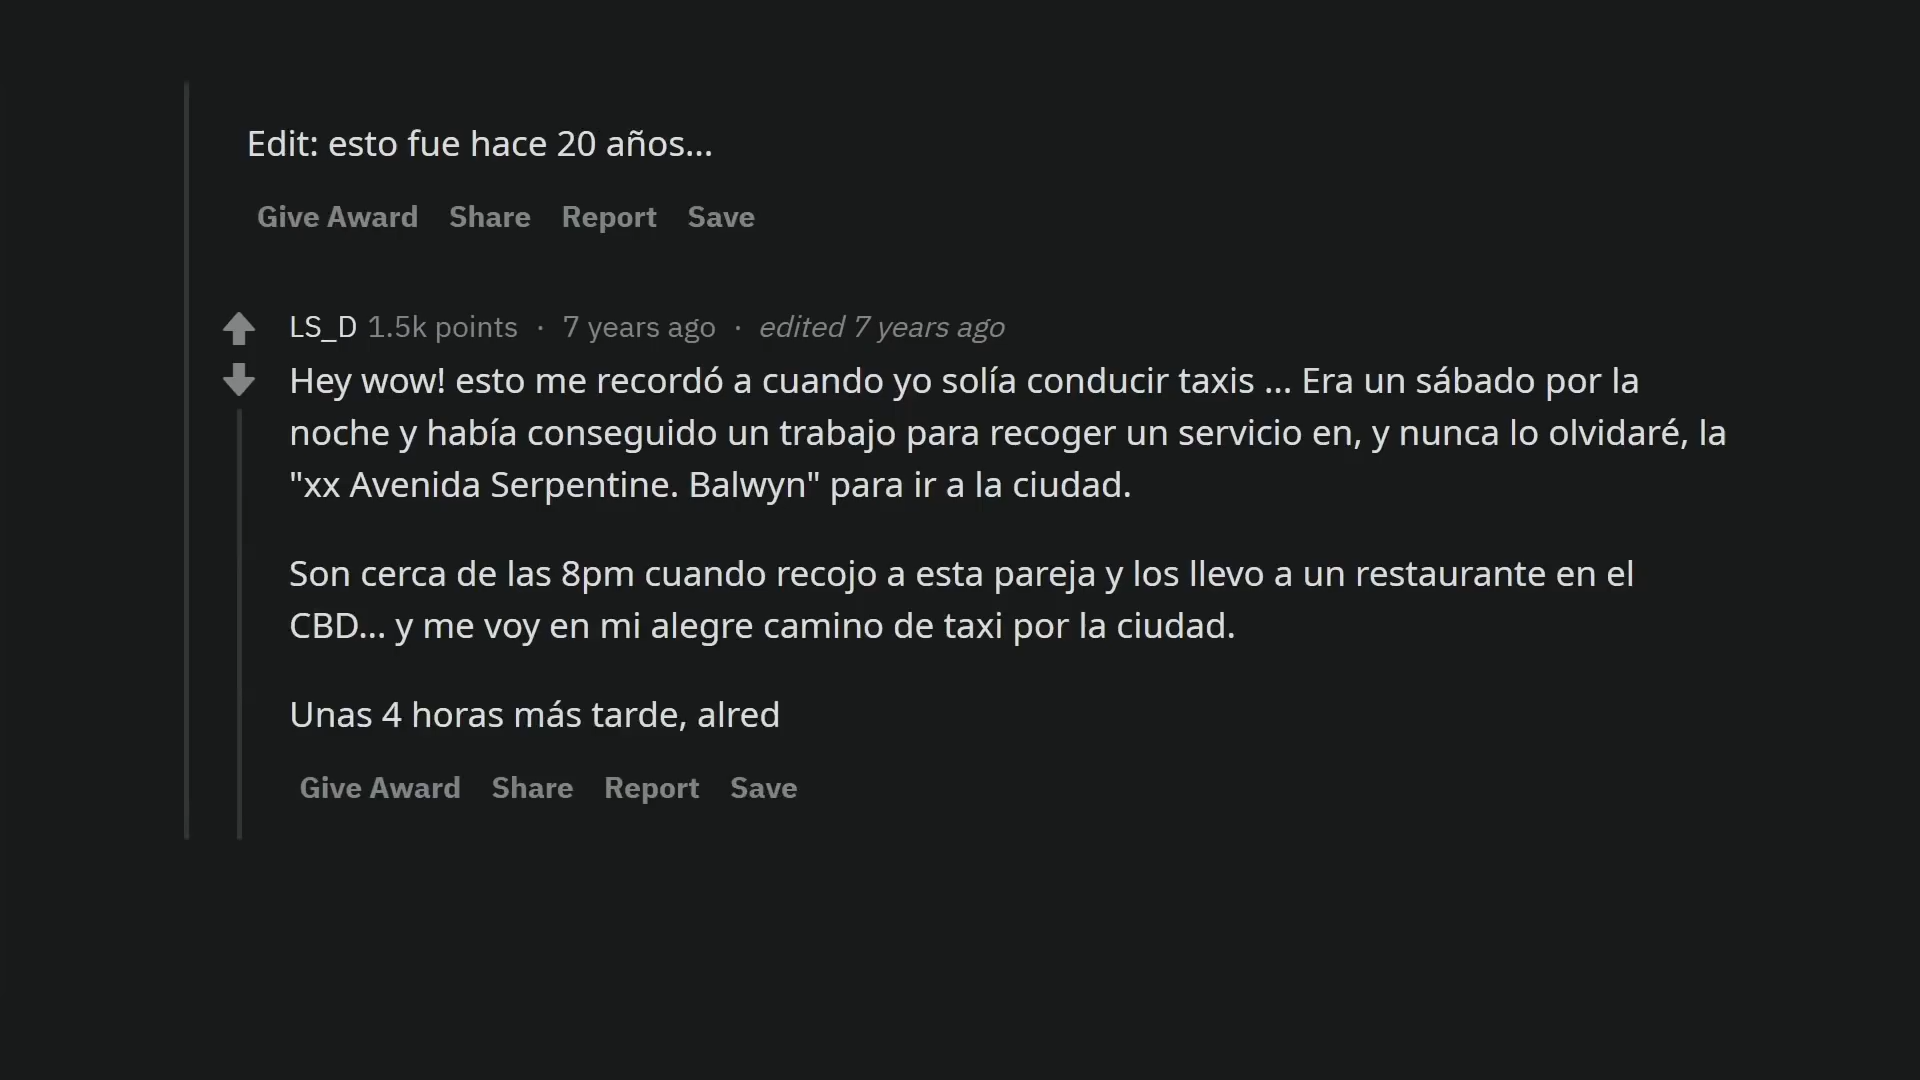 Edit: esto fue hace 20 años...
Give Award Share Report Save
LS_D 1.5k points · 7 years ago · edited 7 years ago
Hey wow! esto me recordó a cuando yo solía conducir taxis ... Era un sábado por la
noche y había conseguido un trabajo para recoger un servicio en, y nunca lo olvidaré, la
"xx Avenida Serpentine. Balwyn" para ir a la ciudad.
Son cerca de las 8pm cuando recojo a esta pareja y los llevo a un restaurante en el
CBD... y me voy en mi alegre camino de taxi por la ciudad.
Unas 4 horas más tarde, alred
Give Award Share Report Save